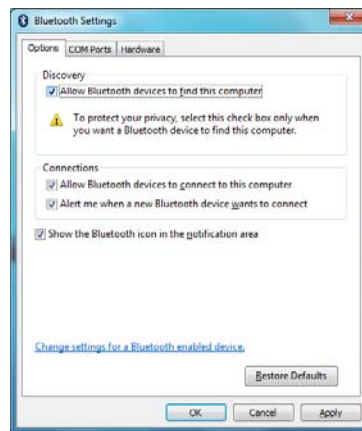 Bluetooth Settings
Options COM Ports Hardware
Discovery
Allow Bluetooth devices to find this computer
To protect your privacy, select this check box only when
you want a Bluetooth device to find this computer.
Connections
Allow Bluetooth devices to connect to this computer
Alert me when a new Bluetooth device wants to connect
Show the Bluetooth icon in the notification area
Change settings for a Bluetooth enabled device.
Restore Defaults
OK Cancel Apply